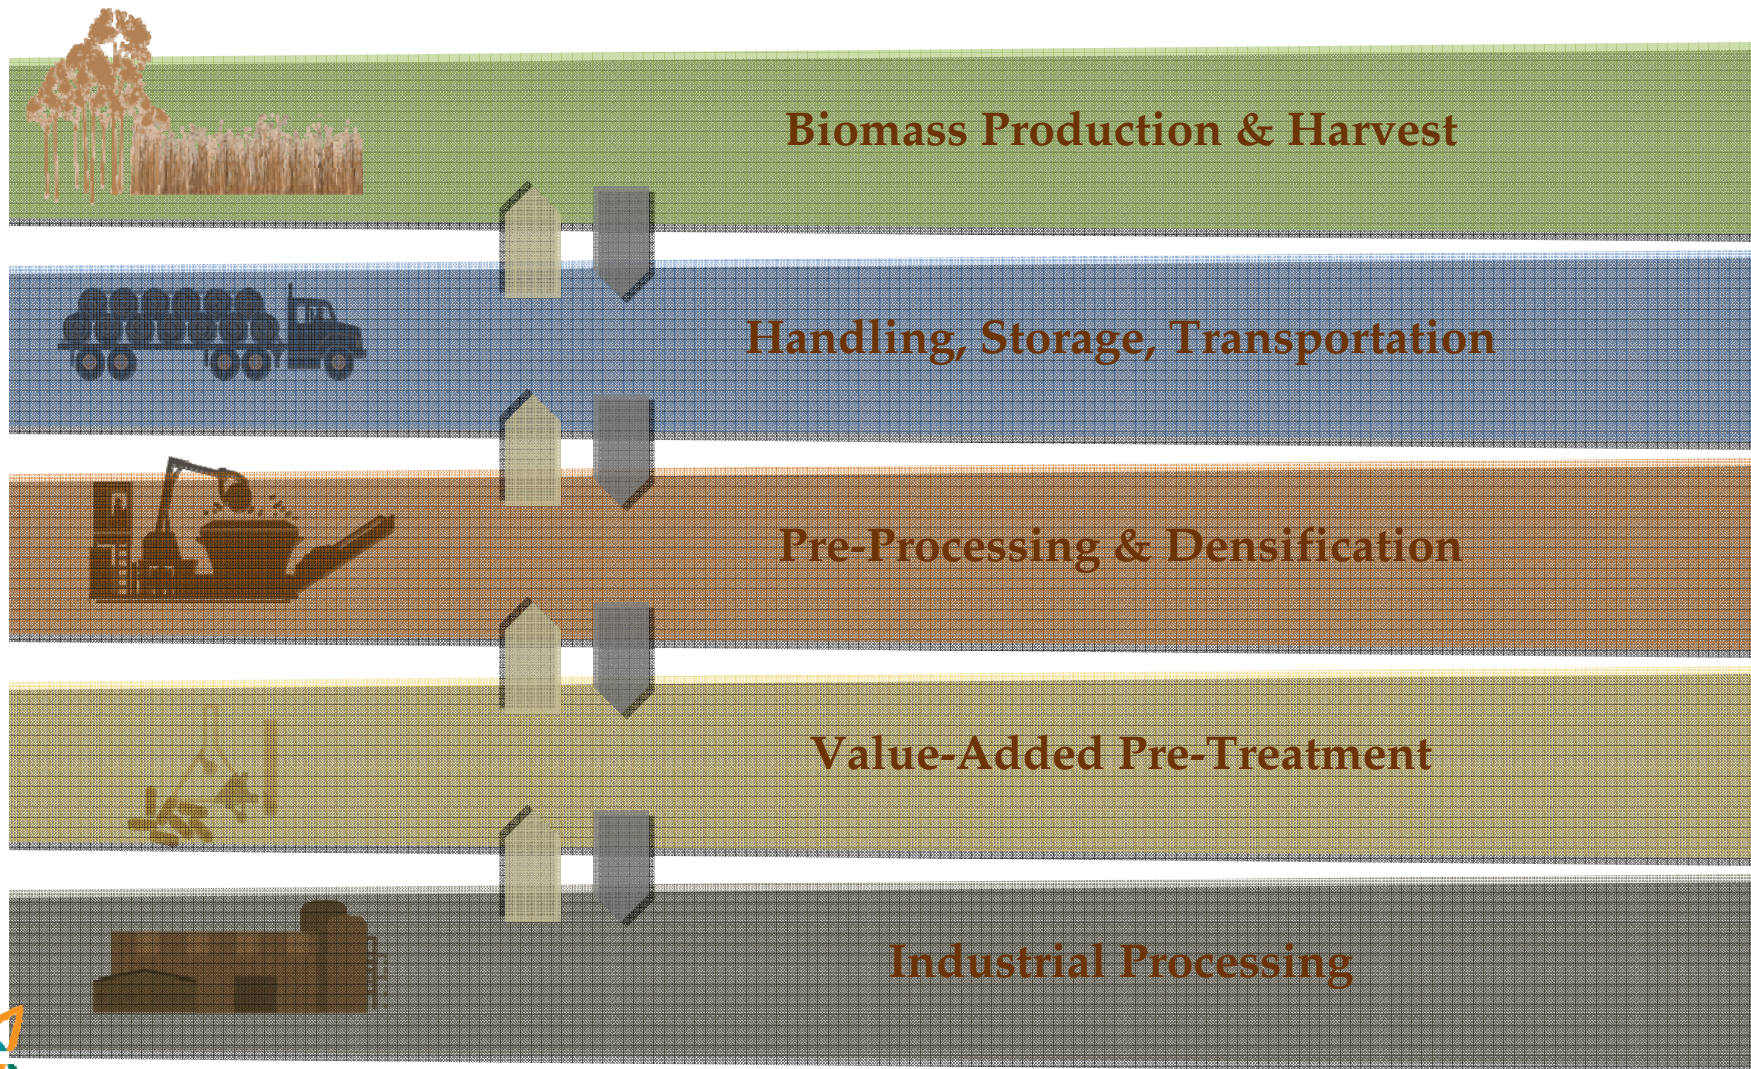 Biomass Production & Harvest
Handling, Storage, Transportation
Pre-Processing & Densification
Value-Added Pre-Treatment
Industrial Processing